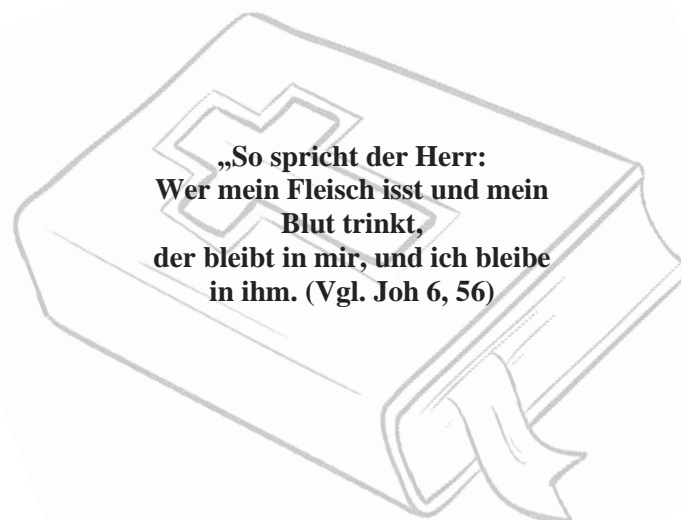 „So spricht der Herr:
Wer mein Fleisch isst und mein
Blut trinkt,
der bleibt in mir, und ich bleibe
in ihm. (Vgl. Joh 6, 56)